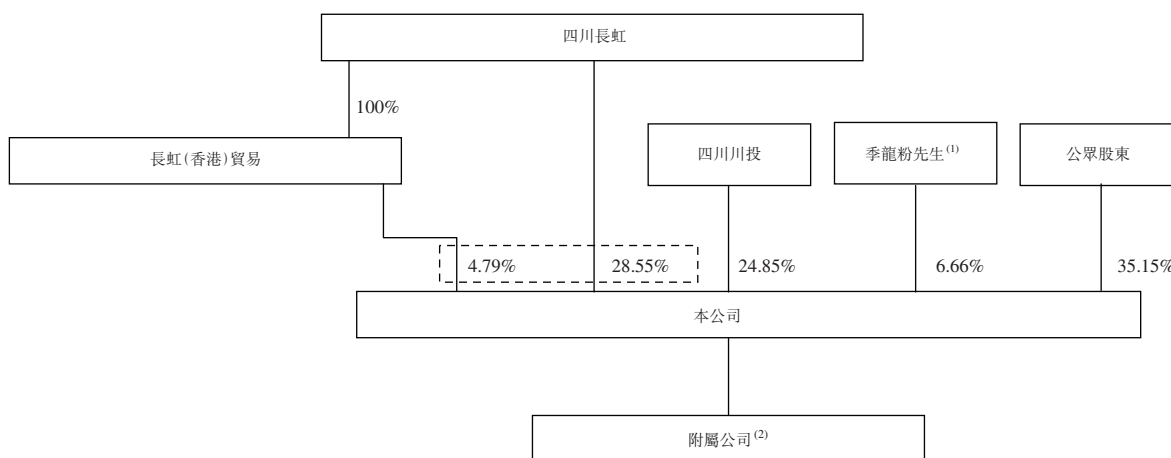 四川長虹
100%
長虹(香港)貿易
四川川投
季龍粉先生(1)
公眾股東
4.79%
28.55%
24.85%
6.66%
35.15%
本公司
附屬公司(2)